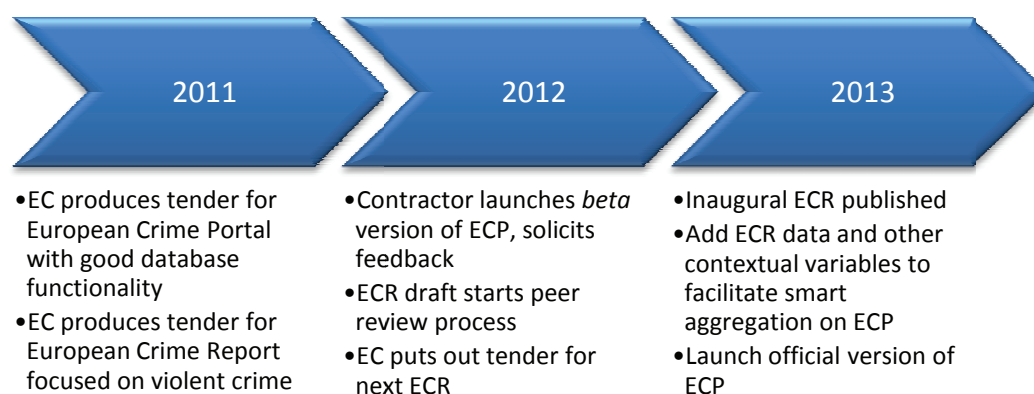 2011
2012
2013
•EC produces tender for
European Crime Portal
with good database
functionality
•EC produces tender for
European Crime Report
focused on violent crime
•Contractor launches beta
version of ECP, solicits
feedback
•ECR draft starts peer
review process
•EC puts out tender for
next ECR
•Inaugural ECR published
•Add ECR data and other
contextual variables to
facilitate smart
aggregation on ECP
•Launch official version of
ECP